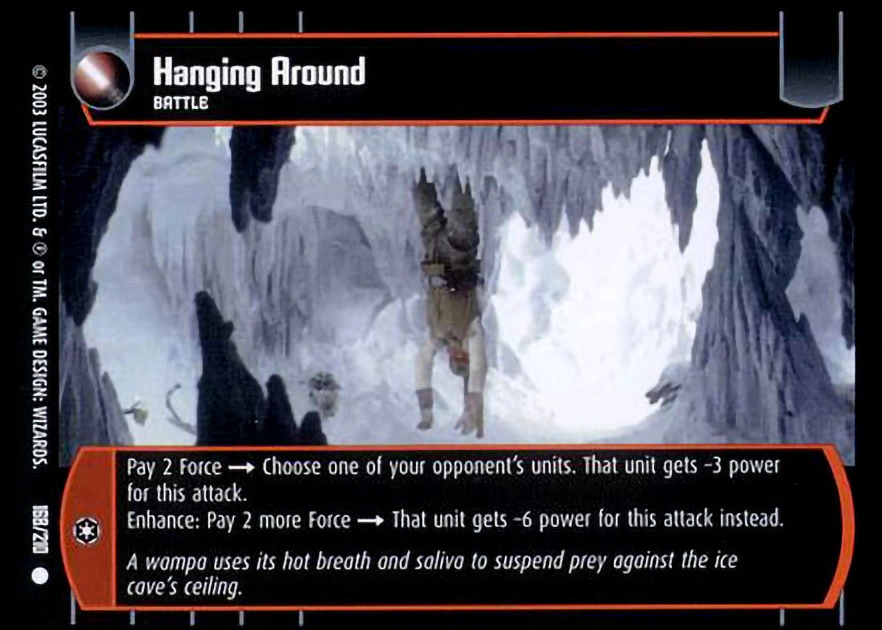 Hanging Around
BATTLE
Pay 2 Force → Choose one of your opponent's units. That unit gets -3 power
for this attack.
Enhance: Pay 2 more Force → That unit gets -6 power for this attack instead.
A wampa uses its hot breath and saliva to suspend prey against the ice
cave's ceiling.
© 2003 LUCASFILM LTD. & ® or TM. GAME DESIGN: WIZARDS.